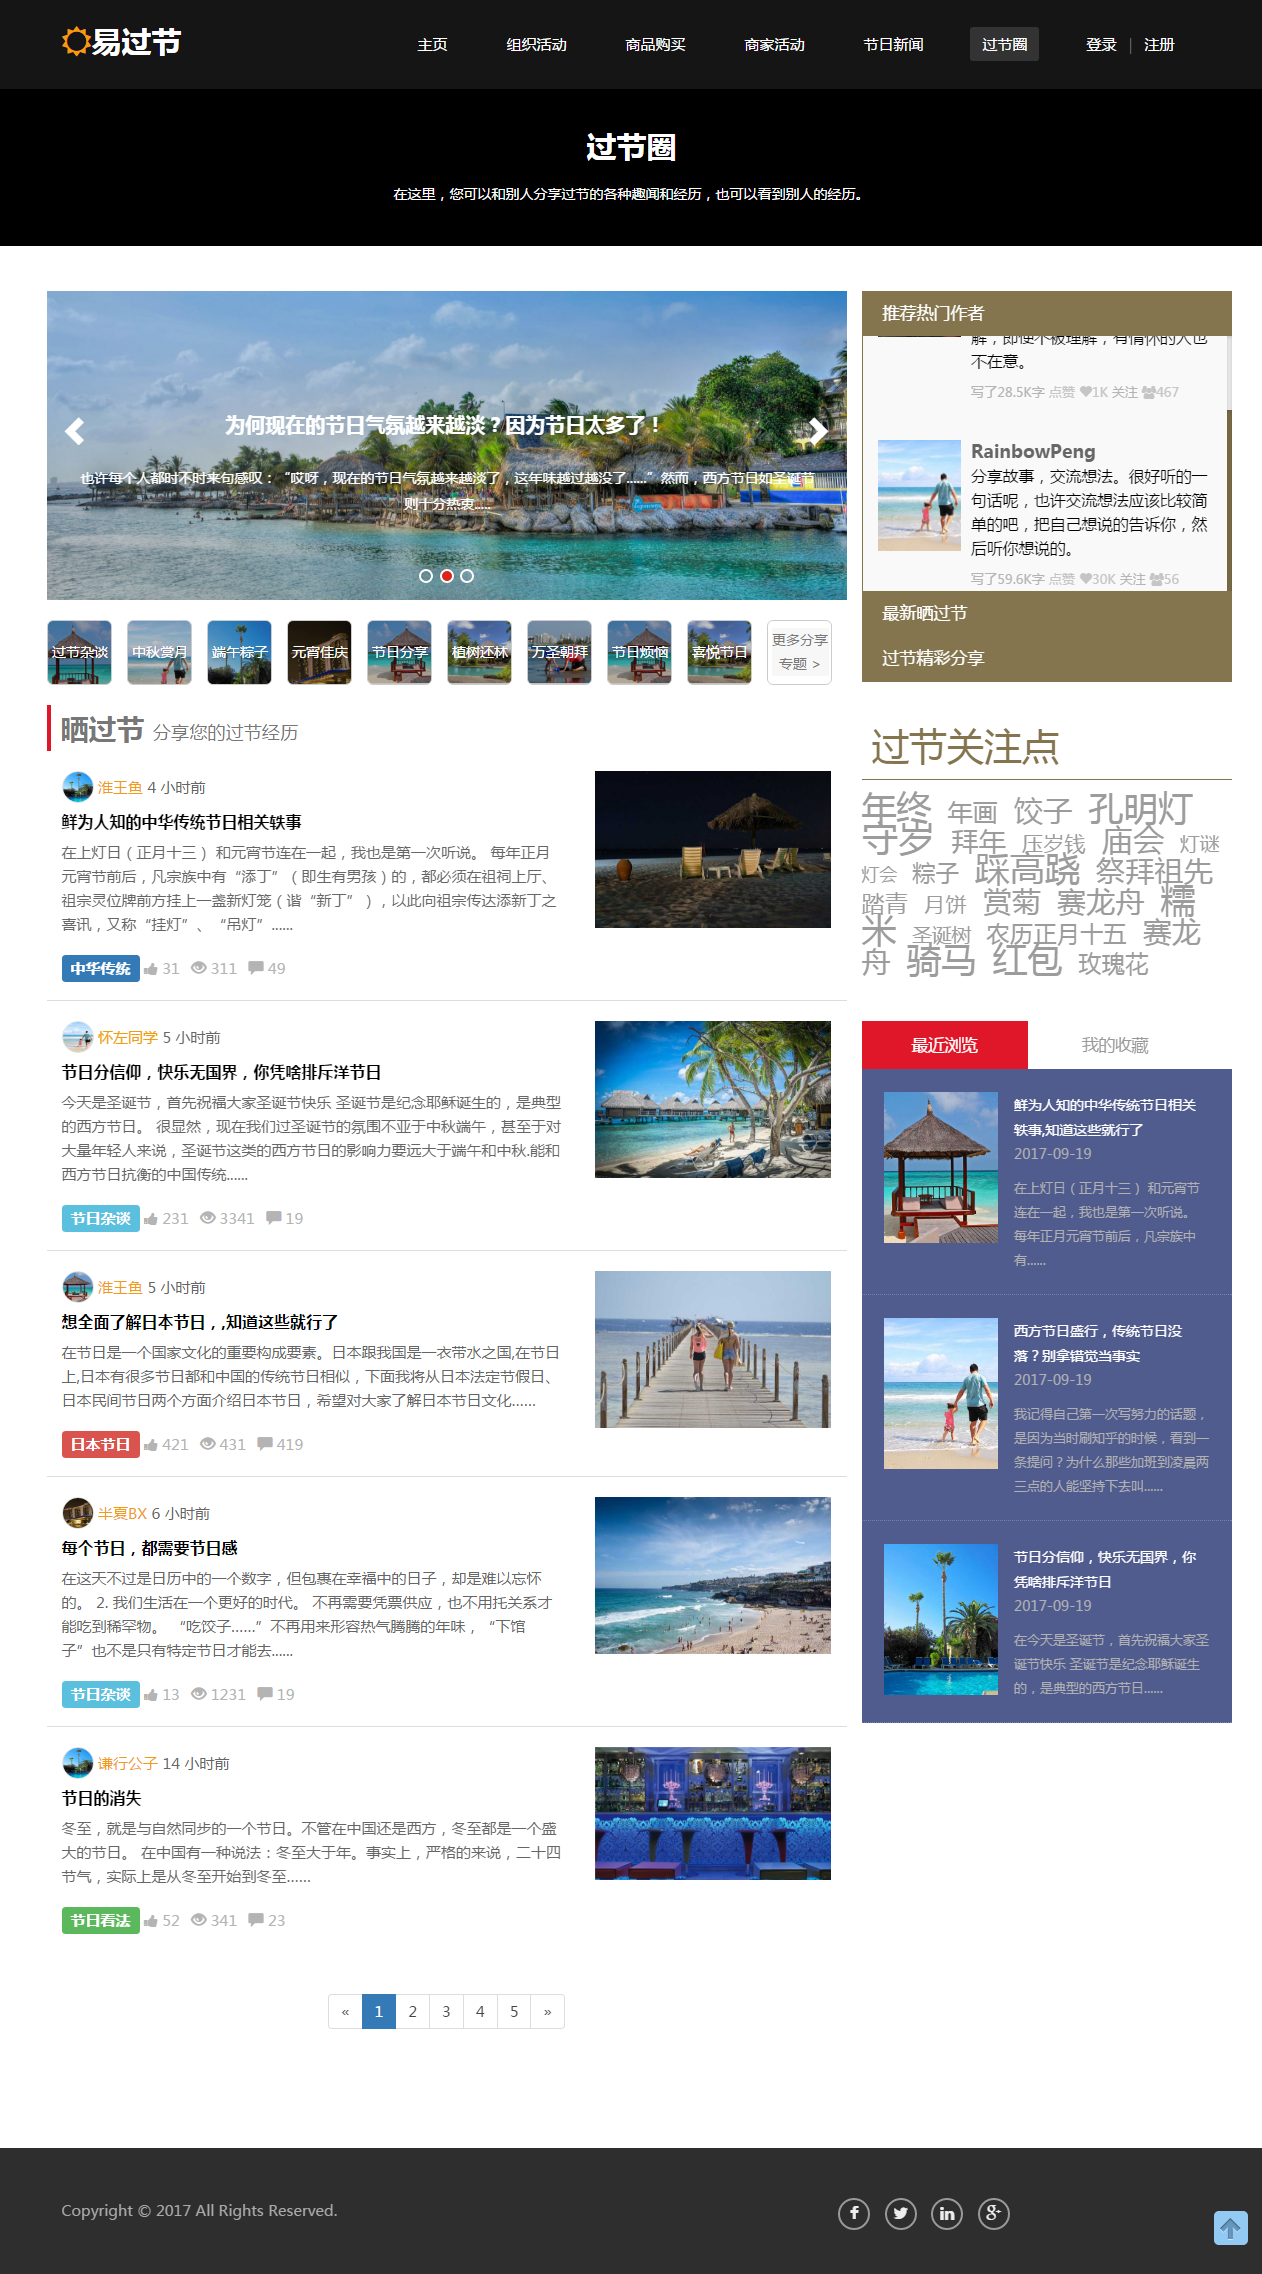 易过节
主页
组织活动
商品购买
商家活动
节日新闻
过节圈
登录 | 注册
过节圈
在这里，您可以和别人分享过节的各种趣闻和经历，也可以看到别人的经历。
为何现在的节日气氛越来越淡？因为节日太多了！
也许每个人都时不时来句感叹：“哎呀，现在的节日气氛越来越淡了，这年味越过越没了......”然而，西方节日如圣诞节
则十分热衷.....
过节杂谈
中秋赏月
端午粽子
元宵佳庆
节日分享
植树还林
万圣朝拜
节日烦恼
喜悦节日
更多分享
专题 >
晒过节 分享您的过节经历
淮王鱼 4 小时前
鲜为人知的中华传统节日相关轶事
在上灯日（正月十三） 和元宵节连在一起，我也是第一次听说。 每年正月
元宵节前后，凡宗族中有“添丁”（即生有男孩）的，都必须在祖祠上厅、
祖宗灵位牌前方挂上一盏新灯笼（谐“新丁”），以此向祖宗传达添新丁之
喜讯，又称“挂灯”、“吊灯”......
中华传统 31 311 49
怀左同学 5 小时前
节日分信仰，快乐无国界，你凭啥排斥洋节日
今天是圣诞节，首先祝福大家圣诞节快乐 圣诞节是纪念耶稣诞生的，是典型
的西方节日。 很显然，现在我们过圣诞节的氛围不亚于中秋端午，甚至于对
大量年轻人来说，圣诞节这类的西方节日的影响力要远大于端午和中秋.能和
西方节日抗衡的中国传统......
节日杂谈 231 3341 19
淮王鱼 5 小时前
想全面了解日本节日，,知道这些就行了
在节日是一个国家文化的重要构成要素。日本跟我国是一衣带水之国,在节日
上,日本有很多节日都和中国的传统节日相似，下面我将从日本法定节假日、
日本民间节日两个方面介绍日本节日，希望对大家了解日本节日文化......
日本节日 421 431 419
半夏BX 6 小时前
每个节日，都需要节日感
在这天不过是日历中的一个数字，但包裹在幸福中的日子，却是难以忘怀
的。 2. 我们生活在一个更好的时代。 不再需要凭票供应，也不用托关系才
能吃到稀罕物。 “吃饺子......”不再用来形容热气腾腾的年味，“下馆
子”也不是只有特定节日才能去......
节日杂谈 13 1231 19
谦行公子 14 小时前
节日的消失
冬至，就是与自然同步的一个节日。不管在中国还是西方，冬至都是一个盛
大的节日。 在中国有一种说法：冬至大于年。事实上，严格的来说，二十四
节气，实际上是从冬至开始到冬至......
节日看法 52 341 23
« 1 2 3 4 5 »
推荐热门作者
解，即便不被理解，有情怀的人也
不在意。
写了28.5K字 点赞 1K 关注 467
RainbowPeng
分享故事，交流想法。很好听的一
句话呢，也许交流想法应该比较简
单的吧，把自己想说的告诉你，然
后听你想说的。
写了59.6K字 点赞 30K 关注 56
最新晒过节
过节精彩分享
过节关注点
年终 年画 饺子 孔明灯
守岁 拜年 压岁钱 庙会 灯谜
灯会 粽子 踩高跷 祭拜祖先
踏青 月饼 赏菊 赛龙舟 糯
米 圣诞树 农历正月十五 赛龙
舟 骑马 红包 玫瑰花
最近浏览
我的收藏
鲜为人知的中华传统节日相关
轶事,知道这些就行了
2017-09-19
在上灯日（正月十三） 和元宵节
连在一起，我也是第一次听说。
每年正月元宵节前后，凡宗族中
有......
西方节日盛行，传统节日没
落？别拿错觉当事实
2017-09-19
我记得自己第一次写努力的话题，
是因为当时刷知乎的时候，看到一
条提问？为什么那些加班到凌晨两
三点的人能坚持下去叫......
节日分信仰，快乐无国界，你
凭啥排斥洋节日
2017-09-19
在今天是圣诞节，首先祝福大家圣
诞节快乐 圣诞节是纪念耶稣诞生
的，是典型的西方节日......
Copyright © 2017 All Rights Reserved.